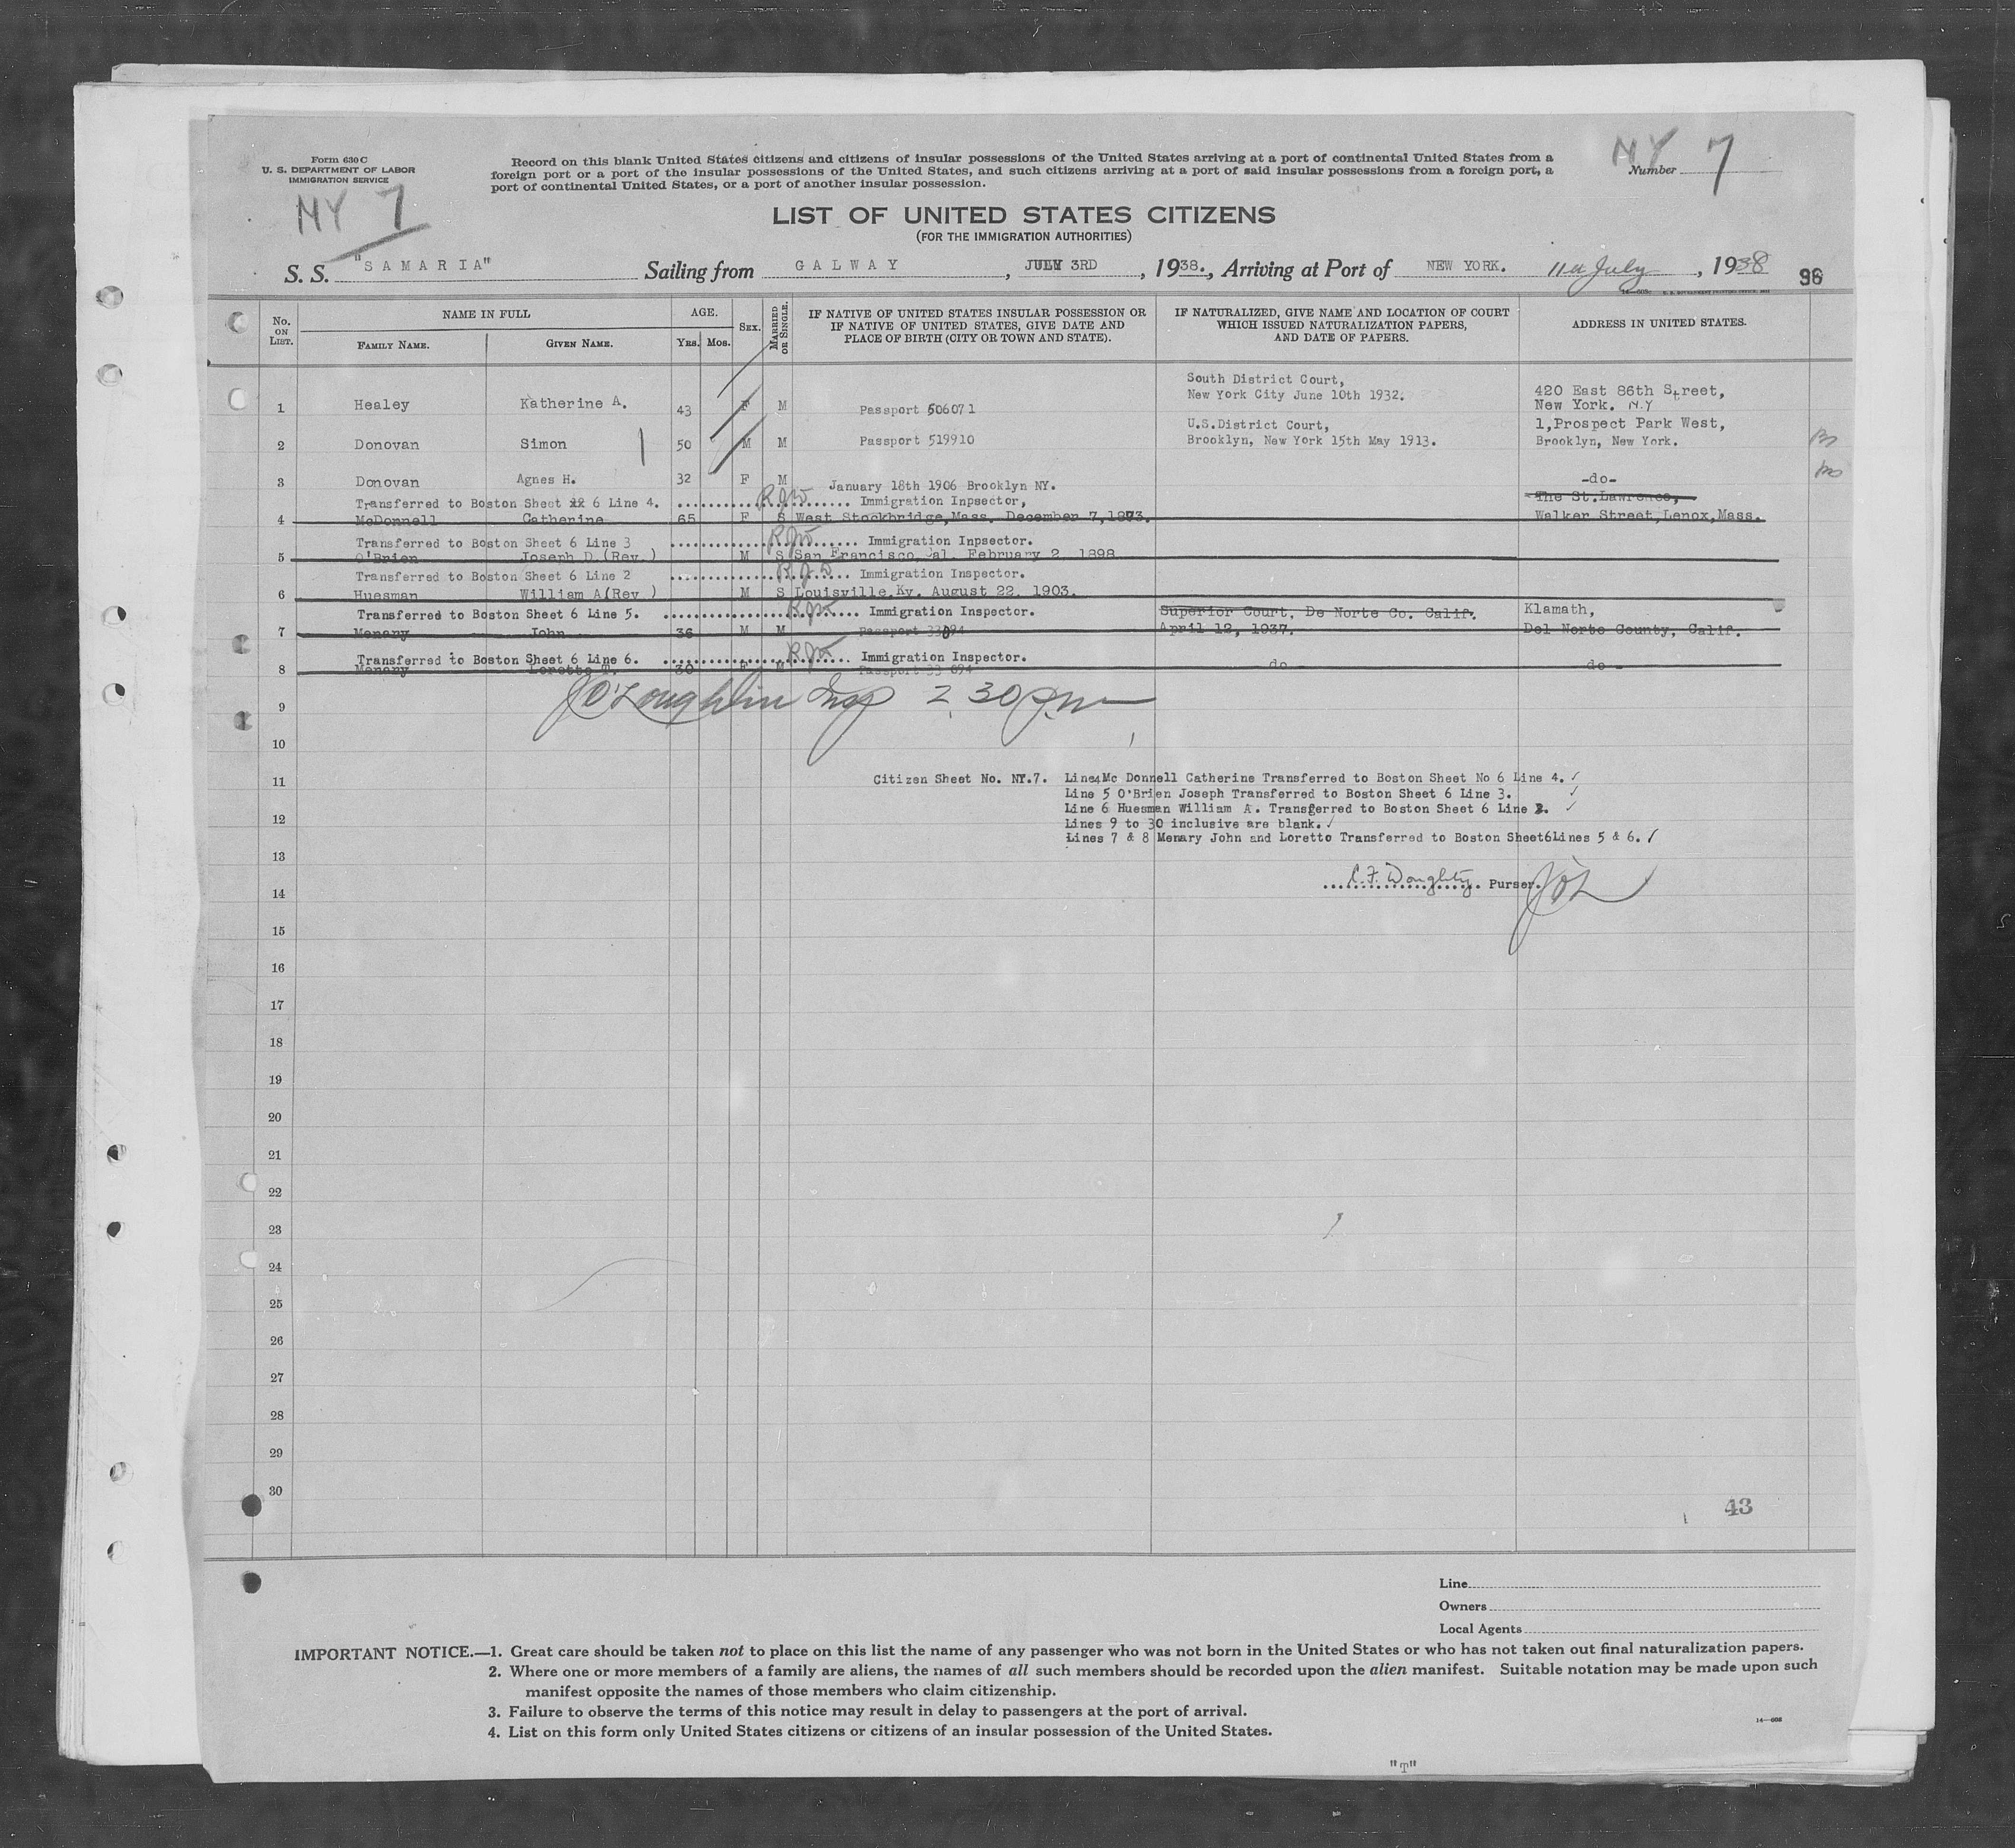 Form 630 C
U. S. DEPARTMENT OF LABOR
IMMIGRATION SERVICE
NY 7
Record on this blank United States citizens and citizens of insular possessions of the United States arriving at a port of continental United States from a
foreign port or a port of the insular possessions of the United States, and such citizens arriving at a port of said insular possessions from a foreign port, a
port of continental United States, or a port of another insular possession.
NY 7
Number
LIST OF UNITED STATES CITIZENS
(FOR THE IMMIGRATION AUTHORITIES)
S. S. "SAMARIA" Sailing from GALWAY, JULY 3RD, 1938., Arriving at Port of NEW YORK. 11th July, 1938 96
No. ON LIST. NAME IN FULL AGE. SEX. MARRIED OR SINGLE. IF NATIVE OF UNITED STATES INSULAR POSSESSION OR IF NATIVE OF UNITED STATES, GIVE DATE AND PLACE OF BIRTH (CITY OR TOWN AND STATE). IF NATURALIZED, GIVE NAME AND LOCATION OF COURT WHICH ISSUED NATURALIZATION PAPERS, AND DATE OF PAPERS. ADDRESS IN UNITED STATES.
FAMILY NAME. GIVEN NAME. YRS. MOS.
South District Court,
New York City June 10th 1932. 420 East 86th Street,
1 Healey Katherine A. 43 F M Passport 506071 New York. N.Y
U.S.District Court, 1,Prospect Park West,
2 Donovan Simon 50 M M Passport 519910 Brooklyn, New York 15th May 1913. Brooklyn, New York.
3 Donovan Agnes H. 32 F M January 18th 1906 Brooklyn NY. -do-
Transferred to Boston Sheet 6 Line 4. Immigration Inpsector, The St.Lawrence,
4 McDonnell Catherine 65 F S West Stockbridge,Mass. December 7,1873. Walker Street,Lenox,Mass.
Transferred to Boston Sheet 6 Line 3 Immigration Inpsector.
5 O'Brien Joseph D.(Rev.) M S San Francisco Cal. February 2 1898
Transferred to Boston Sheet 6 Line 2 Immigration Inspector.
6 Huesman William A(Rev ) M S Louisville.Ky. August 22. 1903.
Transferred to Boston Sheet 6 Line 5. Immigration Inspector. Superior Court, De Norte Co. Calif. Klamath,
7 Menary John 36 M M April 12, 1937. Del Norte County, Calif.
Transferred to Boston Sheet 6 Line 6. Immigration Inspector.
8 Menary Loretto T. 30 F M Passport do do -
J O'Loughlin Insp 2 30 pm
9
10
11
Citizen Sheet No. NY.7. Line4Mc Donnell Catherine Transferred to Boston Sheet No 6 Line 4.
Line 5 O'Brien Joseph Transferred to Boston Sheet 6 Line 3.
Line 6 Huesman William A. Transferred to Boston Sheet 6 Line 2.
12
Lines 9 to 30 inclusive are blank.
Lines 7 & 8 Menary John and Loretto Transferred to Boston Sheet6Lines 5 & 6.
13
C.F. Doughty Purser. JO'L
14
15
16
17
18
19
20
21
22
23
24
25
26
27
28
29
30
43
Line
Owners
Local Agents
IMPORTANT NOTICE.—1. Great care should be taken not to place on this list the name of any passenger who was not born in the United States or who has not taken out final naturalization papers.
2. Where one or more members of a family are aliens, the names of all such members should be recorded upon the alien manifest. Suitable notation may be made upon such
manifest opposite the names of those members who claim citizenship.
3. Failure to observe the terms of this notice may result in delay to passengers at the port of arrival.
4. List on this form only United States citizens or citizens of an insular possession of the United States.
14—608
"T"